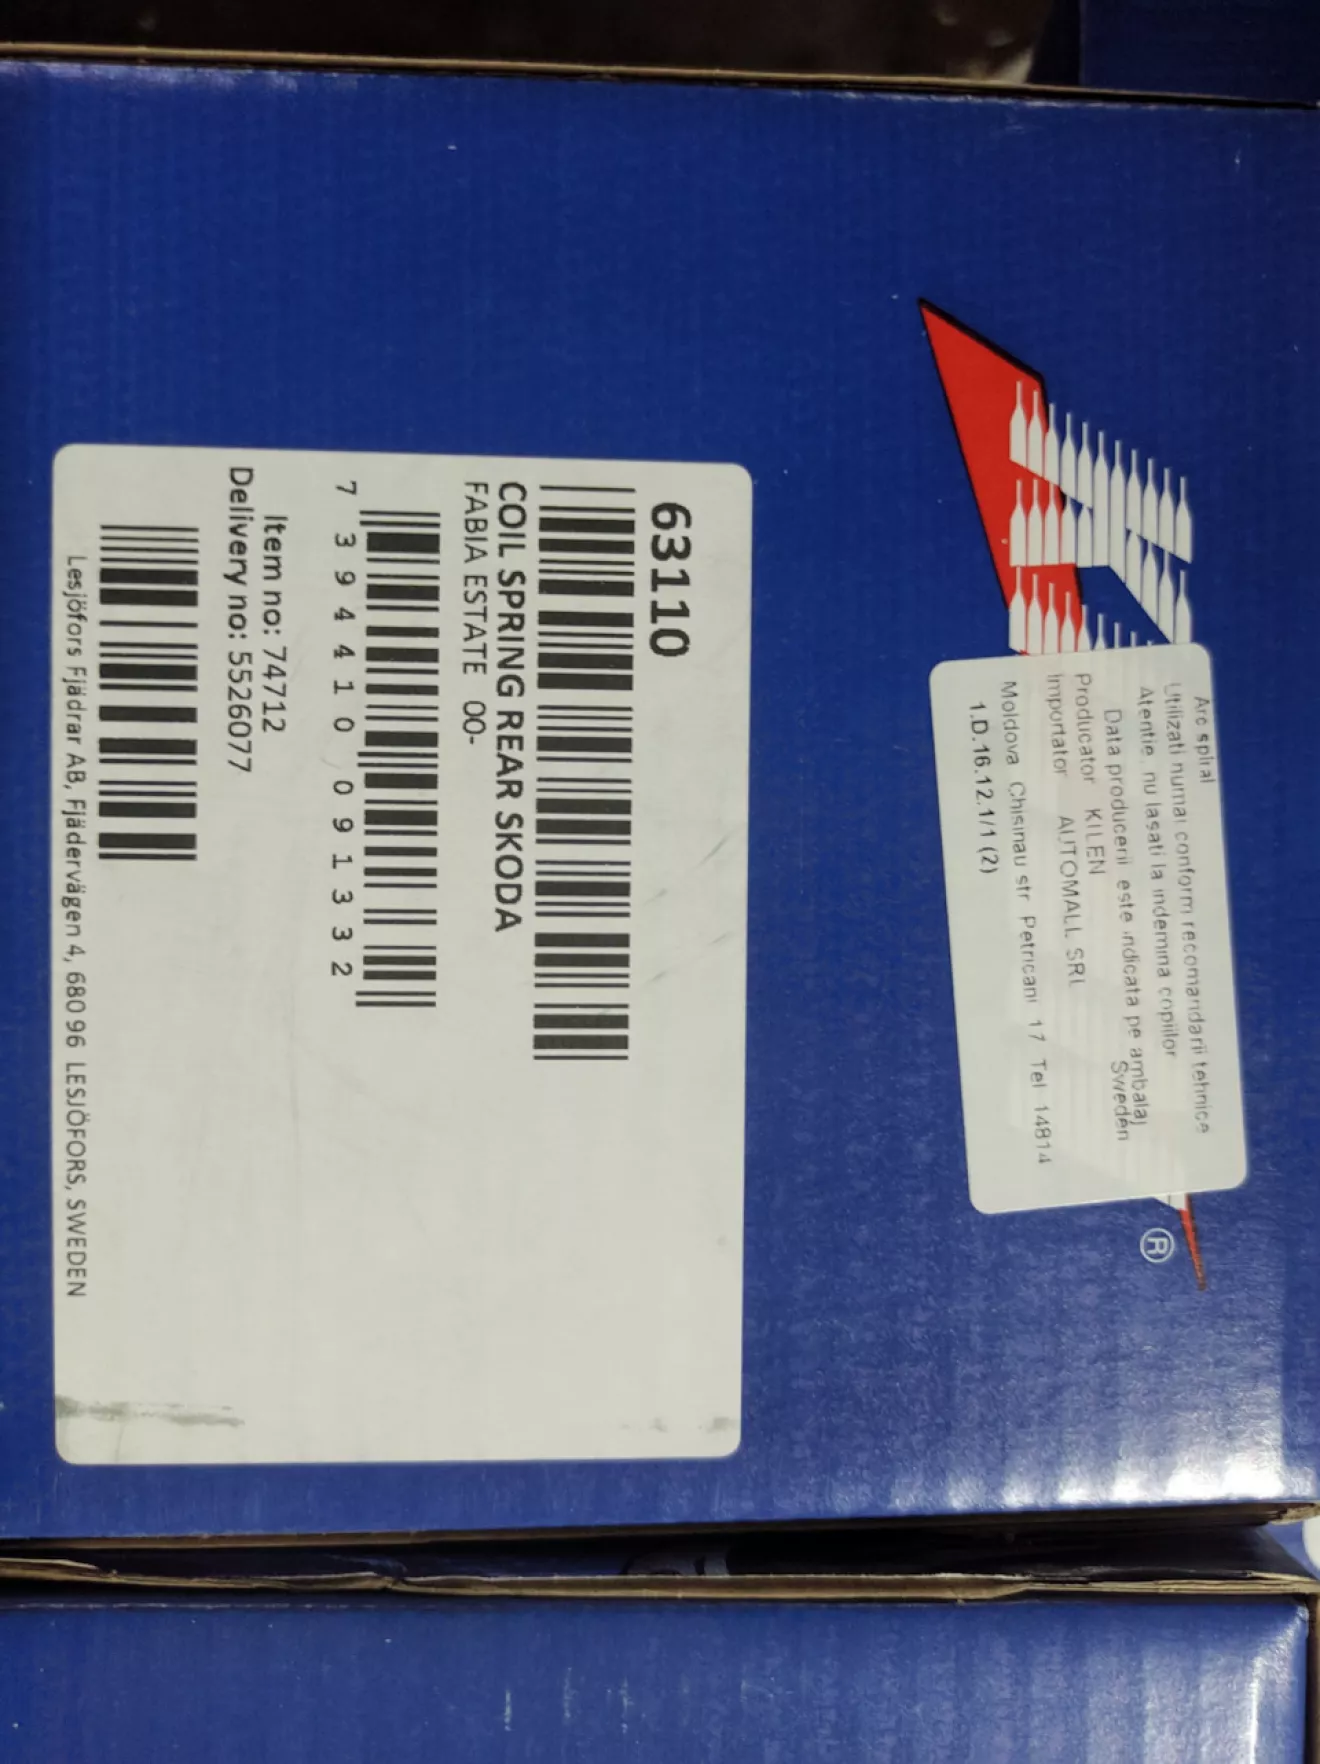 Arc spiral
Utilizati numai conform recomandarii tehnice
Atentie, nu lasati la indemina copiilor
Data producerii este indicata pe ambalaj
Producator KILEN Sweden
Importator AUTOMALL SRL
Moldova Chisinau str Petricani 17 Tel 14814
1.D.16.12.1/1 (2)
®
63110
COIL SPRING REAR SKODA
FABIA ESTATE 00-
7 394410 091332
Item no: 74712
Delivery no: 5526077
Lesjöfors Fjädrar AB, Fjädervägen 4, 680 96 LESJÖFORS, SWEDEN